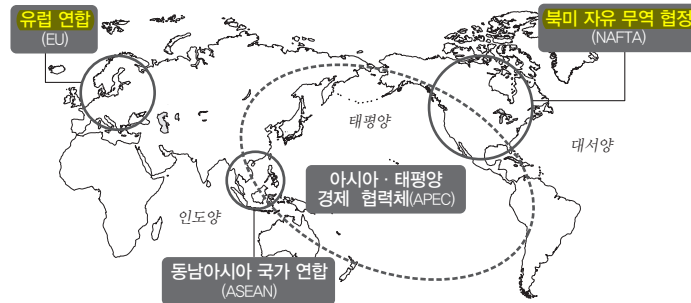 유럽 연합
(EU)
북미 자유 무역 협정
(NAFTA)
태평양
대서양
아시아 · 태평양
경제 협력체(APEC)
인도양
동남아시아 국가 연합
(ASEAN)